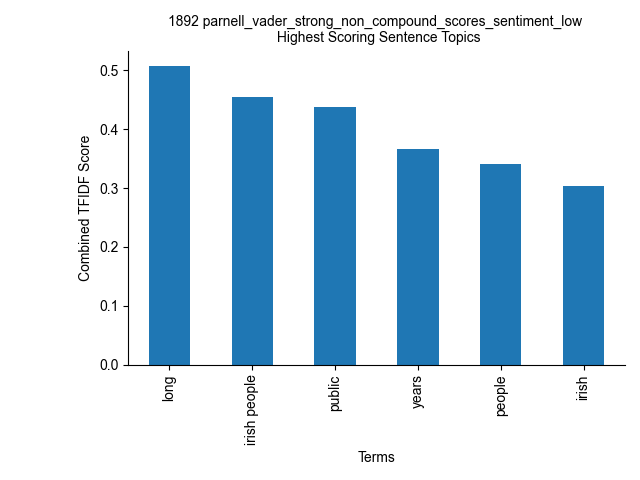 1892 parnell_vader_strong_non_compound_scores_sentiment_low
Highest Scoring Sentence Topics
Combined TFIDF Score
0.5
0.4
0.3
0.2
0.1
0.0
long
irish people
public
years
people
irish
Terms